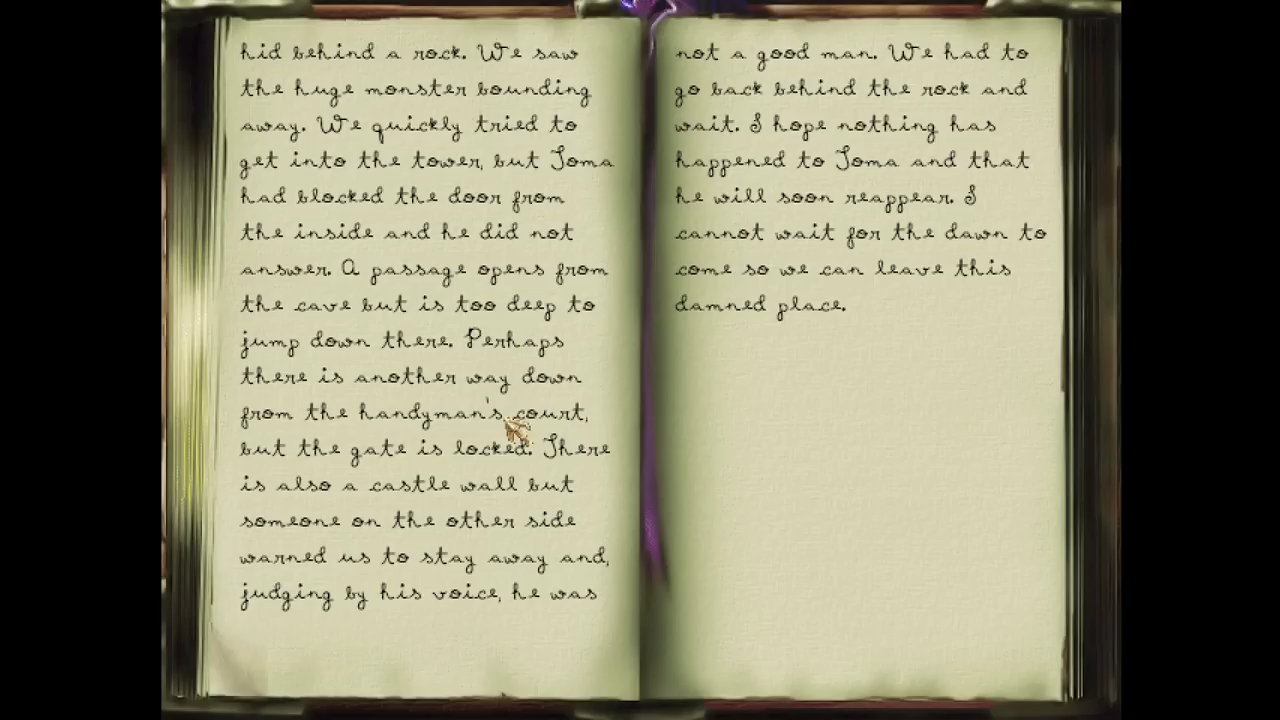 hid behind a rock. We saw
the huge monster bounding
away. We quickly tried to
get into the tower, but Joma
had blocked the door from
the inside and he did not
answer. A passage opens from
the cave but is too deep to
jump down there. Perhaps
there is another way down
from the handyman's court,
but the gate is locked. There
is also a castle wall but
someone on the other side
warned us to stay away and,
judging by his voice, he was
not a good man. We had to
go back behind the rock and
wait. I hope nothing has
happened to Joma and that
he will soon reappear. I
cannot wait for the dawn to
come so we can leave this
damned place.